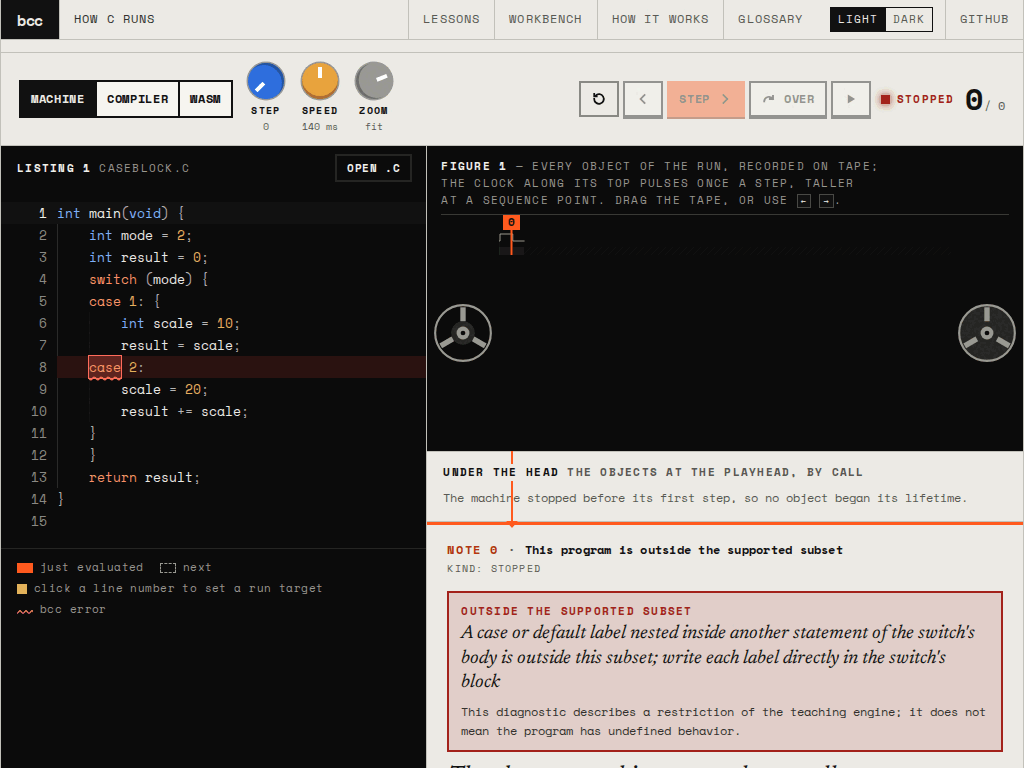 bcc HOW C RUNS LESSONS WORKBENCH HOW IT WORKS GLOSSARY LIGHT DARK GITHUB
MACHINE COMPILER WASM
STEP SPEED ZOOM
0 140 ms fit
STEP OVER STOPPED 0 / 0
LISTING 1 CASEBLOCK.C OPEN .C
1 int main(void) {
2 int mode = 2;
3 int result = 0;
4 switch (mode) {
5 case 1: {
6 int scale = 10;
7 result = scale;
8 case 2:
9 scale = 20;
10 result += scale;
11 }
12 }
13 return result;
14 }
15
just evaluated next
click a line number to set a run target
bcc error
FIGURE 1 — EVERY OBJECT OF THE RUN, RECORDED ON TAPE;
THE CLOCK ALONG ITS TOP PULSES ONCE A STEP, TALLER
AT A SEQUENCE POINT. DRAG THE TAPE, OR USE ← →.
0
UNDER THE HEAD THE OBJECTS AT THE PLAYHEAD, BY CALL
The machine stopped before its first step, so no object began its lifetime.
NOTE 0 · This program is outside the supported subset
KIND: STOPPED
OUTSIDE THE SUPPORTED SUBSET
A case or default label nested inside another statement of the switch's
body is outside this subset; write each label directly in the switch's
block
This diagnostic describes a restriction of the teaching engine; it does not
mean the program has undefined behavior.